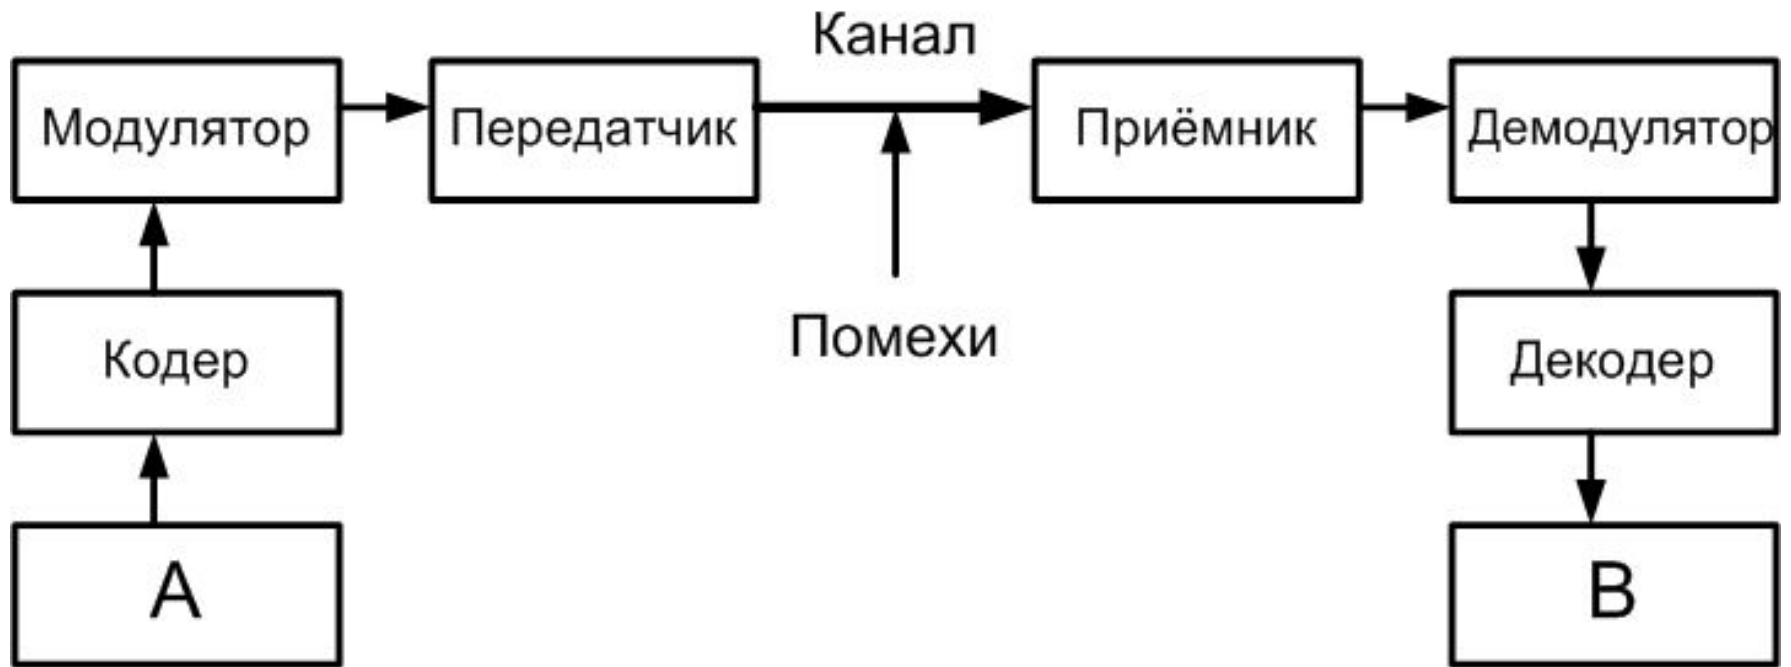 Канал
Модулятор
Передатчик
Приёмник
Демодулятор
Помехи
Кодер
Декодер
А
В